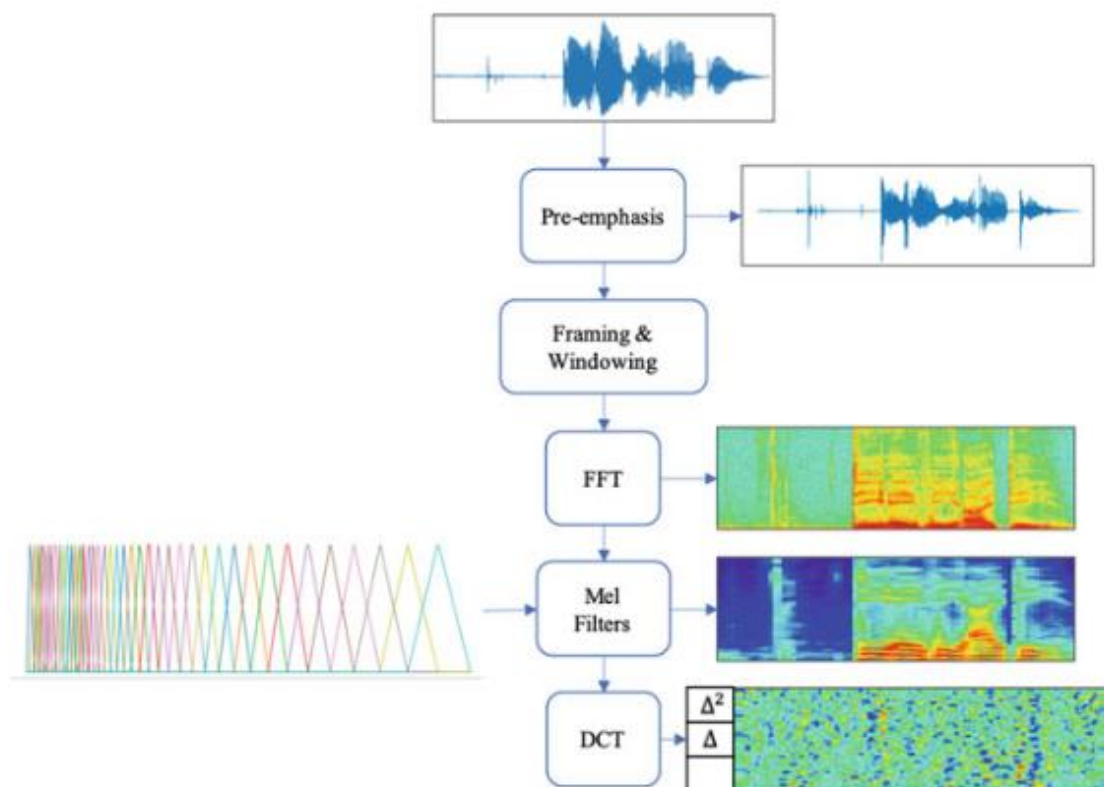 Pre-emphasis
Framing &
Windowing
FFT
Mel
Filters
DCT
Δ²
Δ